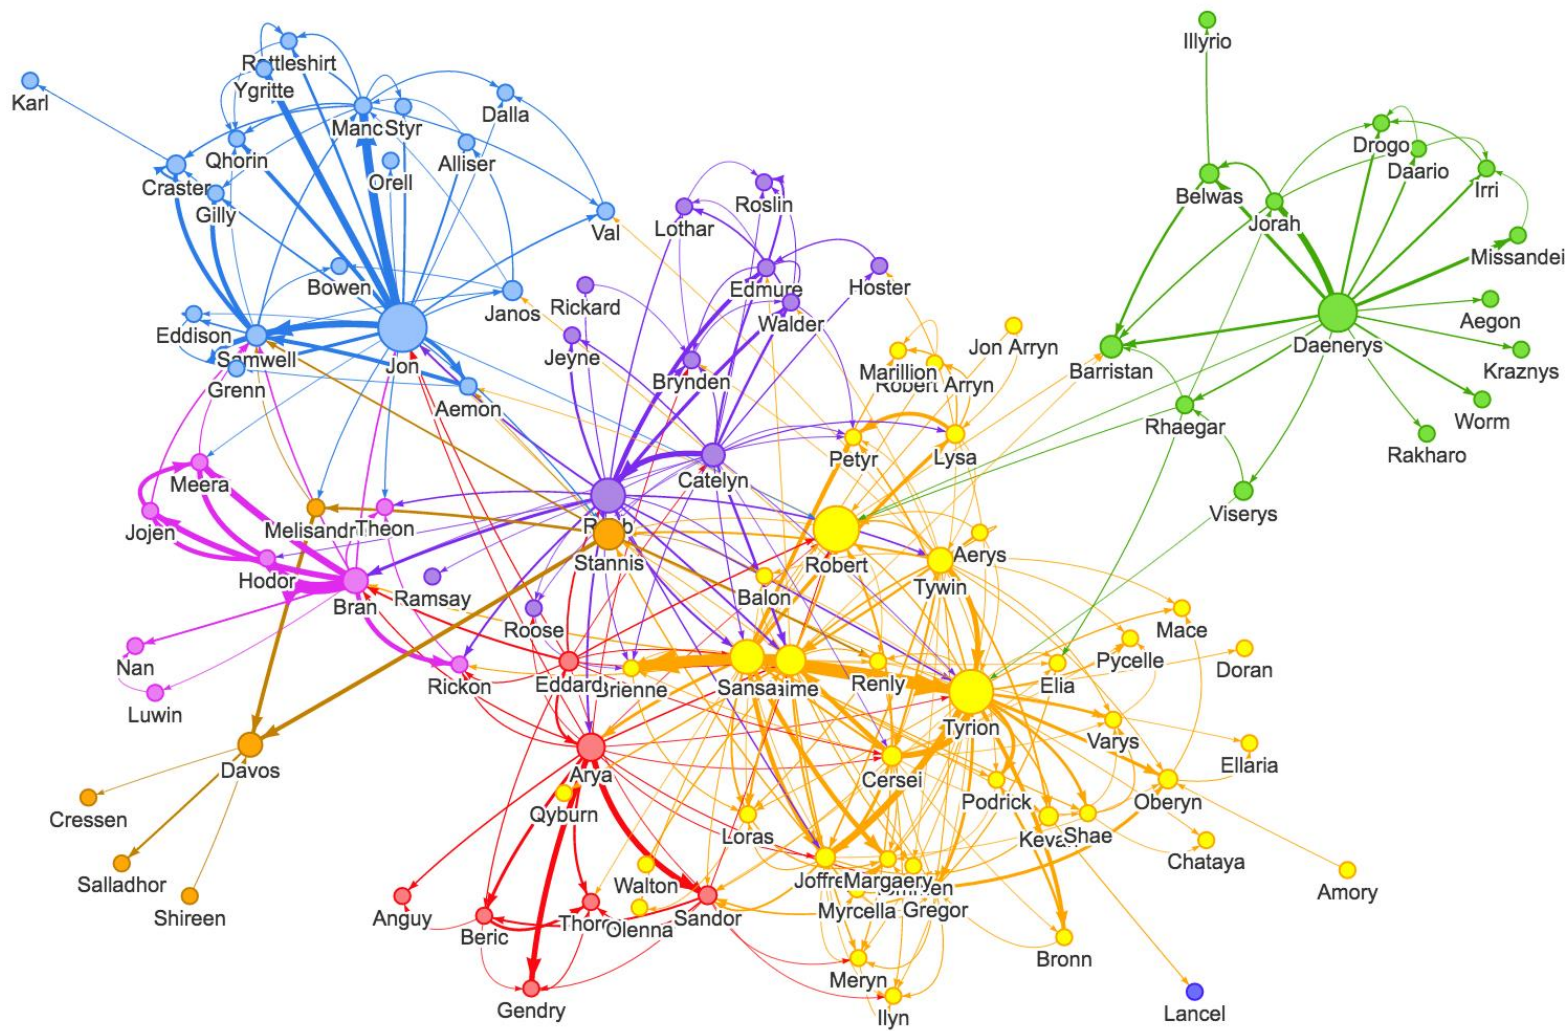 Illyrio
Karl
Rattleshirt
Ygritte
Dalla
Styr
Alliser
Drogo
Daario
Qhorin
Orell
Craster
Gilly
Roslin
Belwas
Irri
Lothar
Jorah
Val
Missandei
Bowen
Edmure
Hoster
Rickard
Janos
Walder
Aegon
Eddison
Samwell
Jeyne
Jon Arryn
Daenerys
Jon
Brynden
Marillion
Robert Arryn
Barristan
Kraznys
Grenn
Aemon
Worm
Rhaegar
Petyr
Lysa
Rakharo
Meera
Catelyn
Viserys
Jojen
Theon
Stannis
Robert
Aerys
Hodor
Tywin
Bran
Ramsay
Balon
Roose
Mace
Nan
Pycelle
Rickon
Eddard
Brienne
Sansa
Renly
Elia
Doran
Luwin
Tyrion
Varys
Davos
Arya
Cersei
Ellaria
Cressen
Qyburn
Podrick
Oberyn
Loras
Shae
Chataya
Salladhor
Walton
Margaery
Amory
Shireen
Anguy
Beric
Olenna
Sandor
Myrcella
Gregor
Bronn
Meryn
Gendry
Ilyn
Lancel